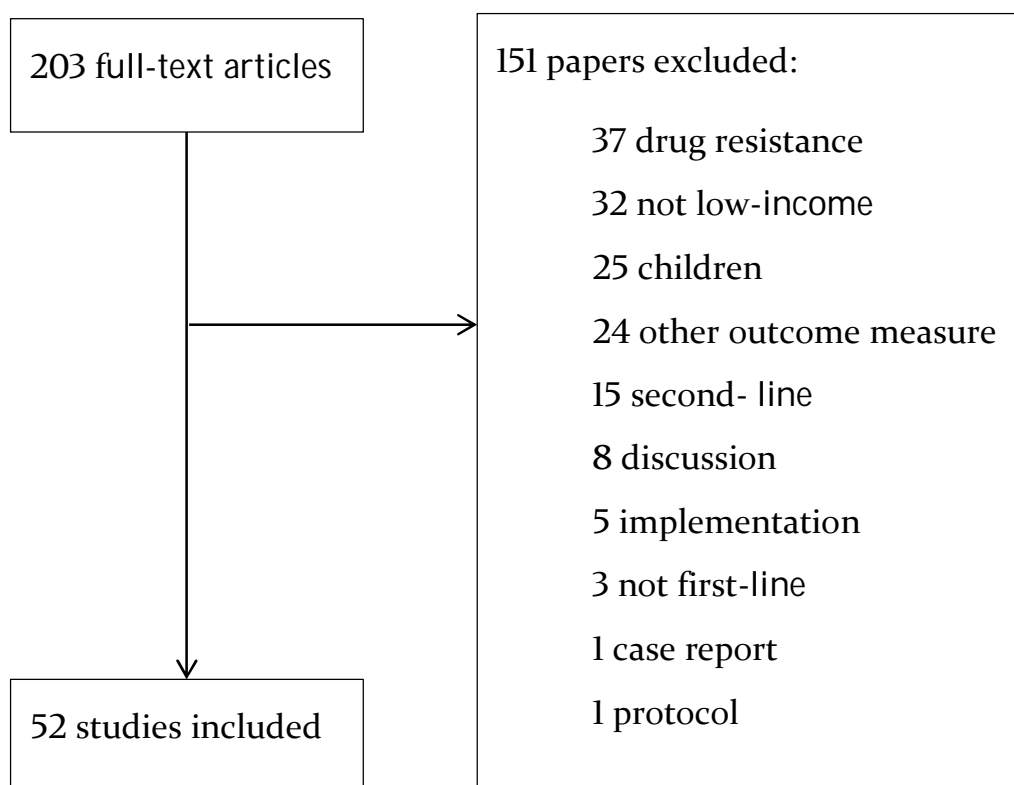 203 full-text articles
151 papers excluded:
37 drug resistance
32 not low-income
25 children
24 other outcome measure
15 second- line
8 discussion
5 implementation
3 not first-line
1 case report
1 protocol
52 studies included